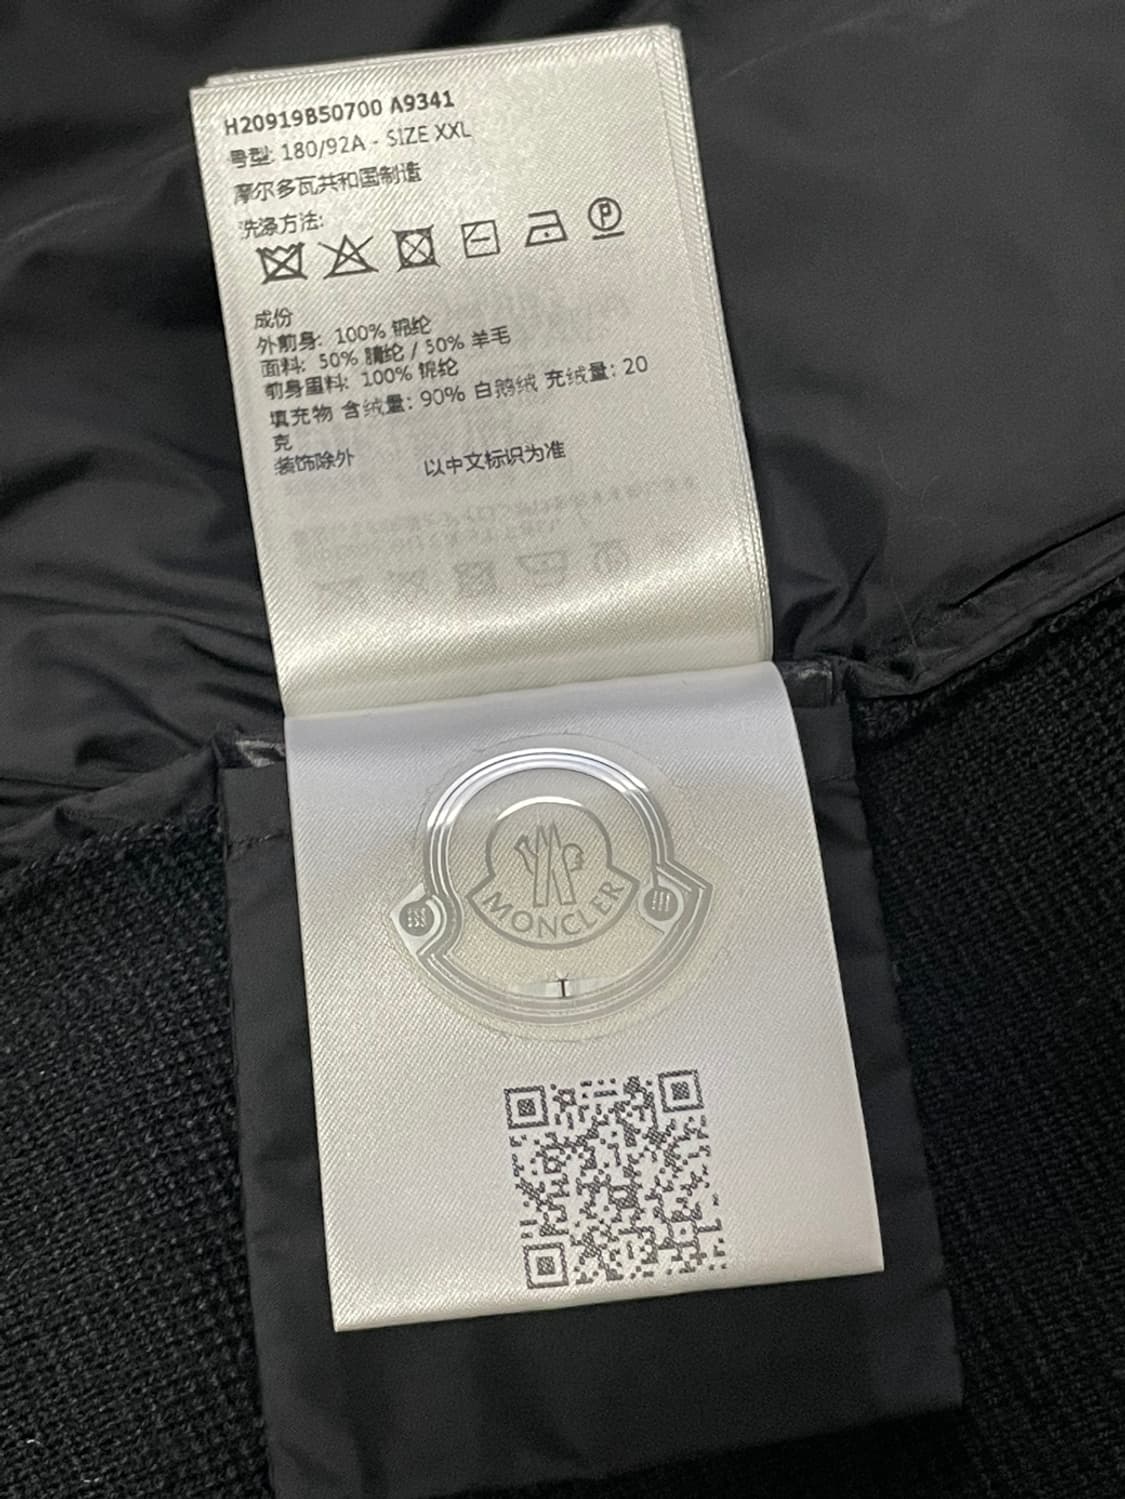 H20919B50700 A9341
号型: 180/92A - SIZE XXL
摩尔多瓦共和国制造
洗涤方法:
P
成份
外前身: 100% 锦纶
面料: 50% 腈纶 / 50% 羊毛
前身里料: 100% 锦纶
填充物 含绒量: 90% 白鹅绒 充绒量: 20
克
装饰除外 以中文标识为准
MONCLER
I